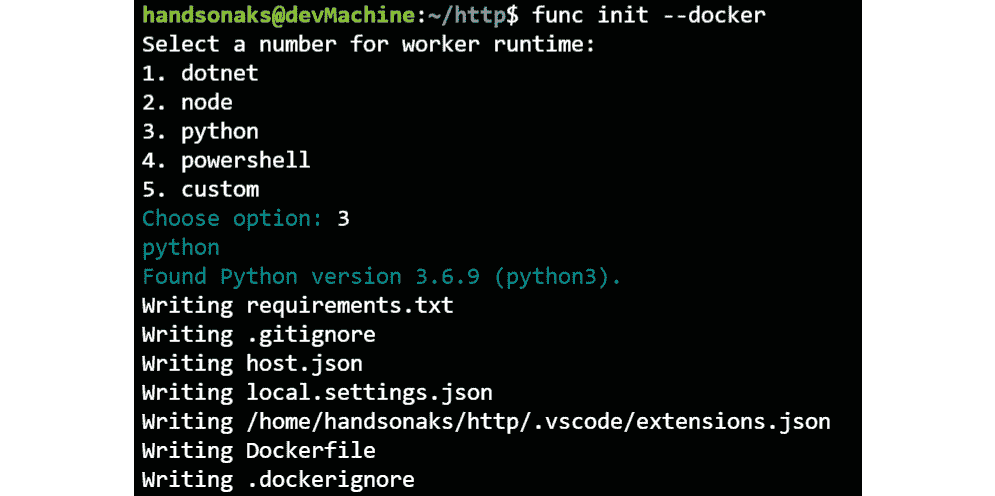 handsonaks@devMachine:~/http$ func init --docker
Select a number for worker runtime:
1. dotnet
2. node
3. python
4. powershell
5. custom
Choose option: 3
python
Found Python version 3.6.9 (python3).
Writing requirements.txt
Writing .gitignore
Writing host.json
Writing local.settings.json
Writing /home/handsonaks/http/.vscode/extensions.json
Writing Dockerfile
Writing .dockerignore